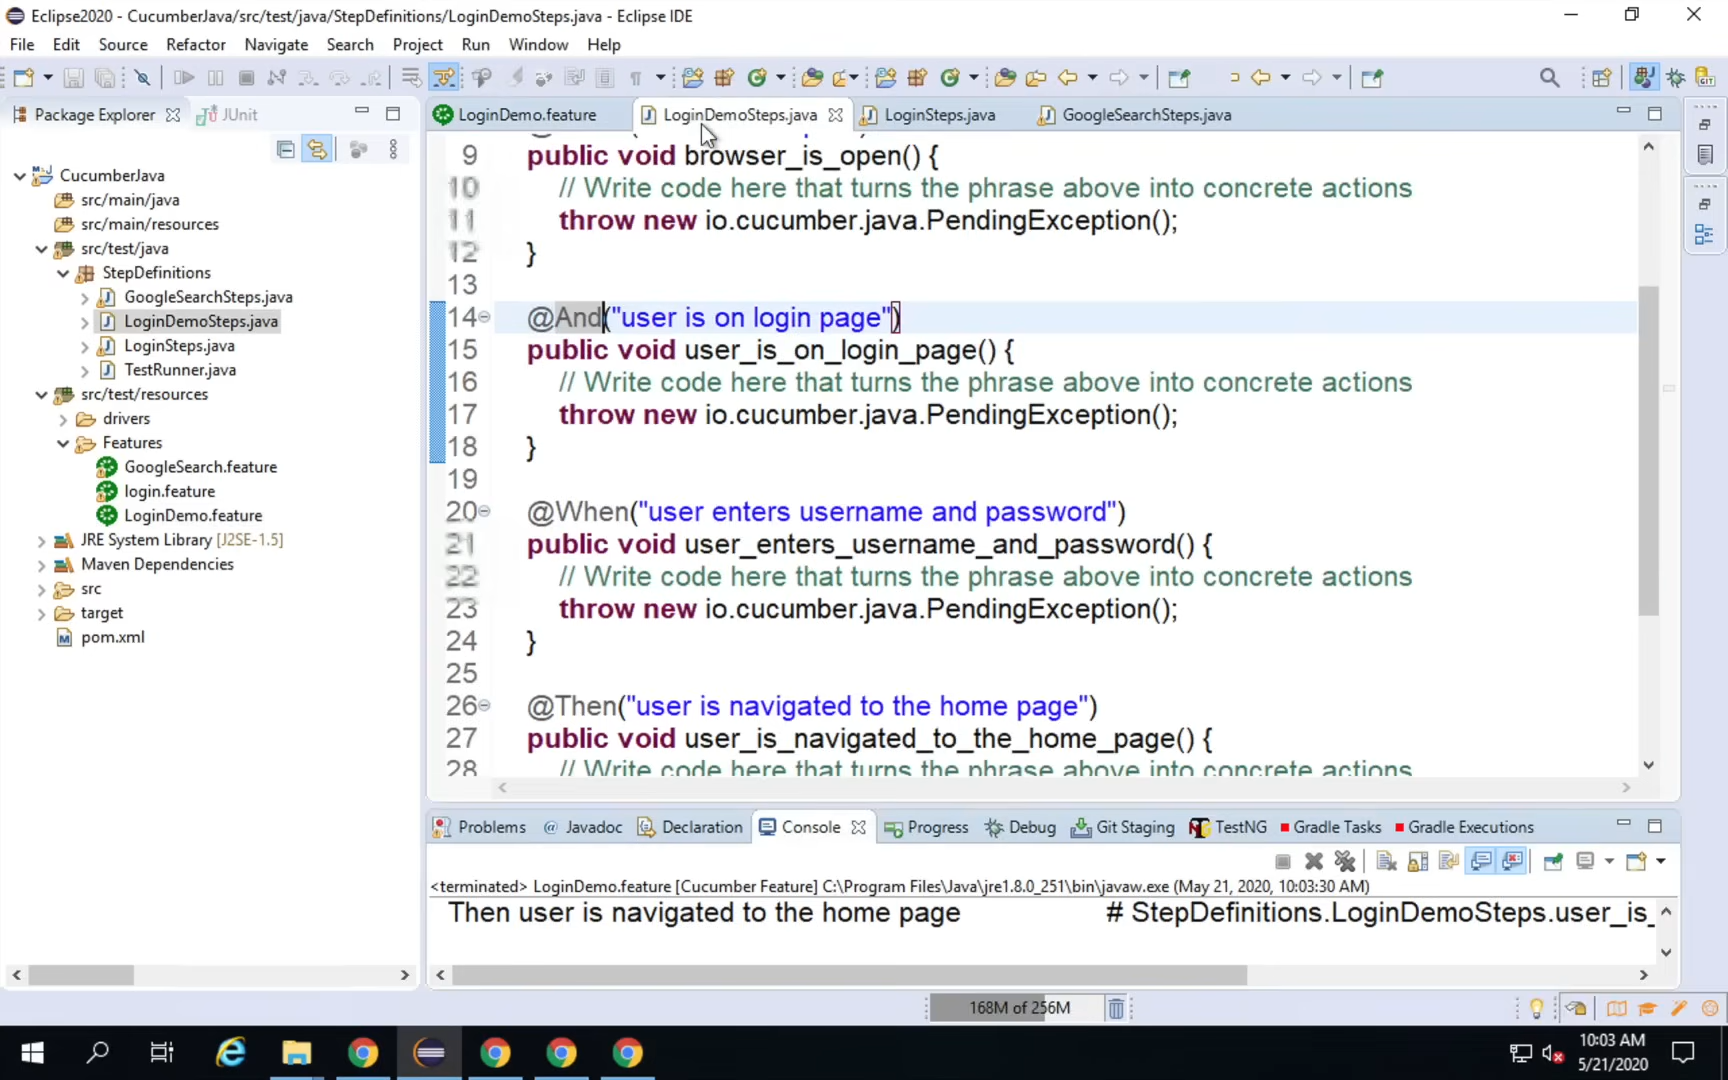 Eclipse2020 - CucumberJava/src/test/java/StepDefinitions/LoginDemoSteps.java - Eclipse IDE
File Edit Source Refactor Navigate Search Project Run Window Help
Package Explorer
JUnit
LoginDemo.feature
LoginDemoSteps.java
LoginSteps.java
GoogleSearchSteps.java
CucumberJava
src/main/java
src/main/resources
src/test/java
StepDefinitions
GoogleSearchSteps.java
LoginDemoSteps.java
LoginSteps.java
TestRunner.java
src/test/resources
drivers
Features
GoogleSearch.feature
login.feature
LoginDemo.feature
JRE System Library [J2SE-1.5]
Maven Dependencies
src
target
pom.xml
9 public void browser_is_open() {
10 // Write code here that turns the phrase above into concrete actions
11 throw new io.cucumber.java.PendingException();
12 }
13
14 @And("user is on login page")
15 public void user_is_on_login_page() {
16 // Write code here that turns the phrase above into concrete actions
17 throw new io.cucumber.java.PendingException();
18 }
19
20 @When("user enters username and password")
21 public void user_enters_username_and_password() {
22 // Write code here that turns the phrase above into concrete actions
23 throw new io.cucumber.java.PendingException();
24 }
25
26 @Then("user is navigated to the home page")
27 public void user_is_navigated_to_the_home_page() {
28 // Write code here that turns the phrase above into concrete actions
Problems @ Javadoc Declaration Console Progress Debug Git Staging TestNG Gradle Tasks Gradle Executions
<terminated> LoginDemo.feature [Cucumber Feature] C:\Program Files\Java\jre1.8.0_251\bin\javaw.exe (May 21, 2020, 10:03:30 AM)
Then user is navigated to the home page # StepDefinitions.LoginDemoSteps.user_is_
168M of 256M
10:03 AM
5/21/2020